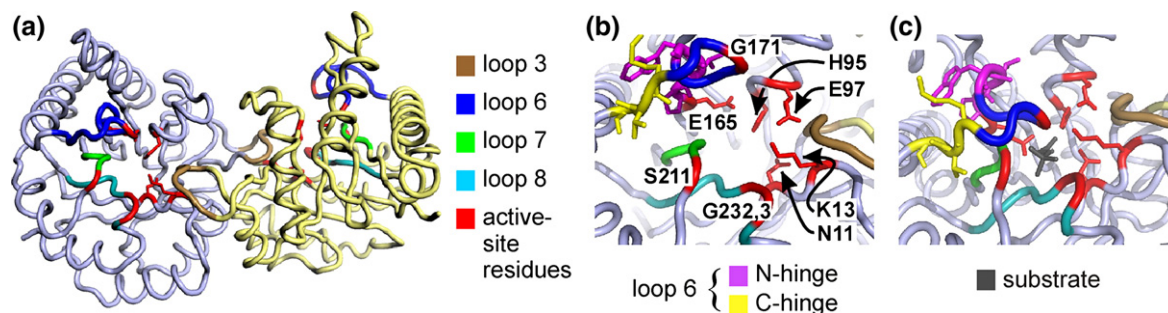 (a)
loop 3
loop 6
loop 7
loop 8
active-
site
residues
(b)
G171
H95
E97
E165
S211
G232,3
K13
N11
loop 6 { N-hinge
C-hinge
(c)
substrate